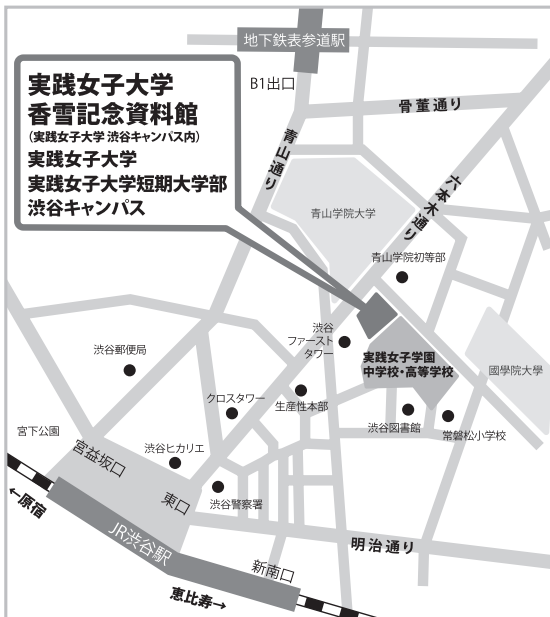 地下鉄表参道駅
実践女子大学
香雪記念資料館
(実践女子大学 渋谷キャンパス内)
実践女子大学
実践女子大学短期大学部
渋谷キャンパス
B1出口
骨董通り
青山通り
六本木通り
青山学院大学
青山学院初等部
渋谷
ファースト
タワー
実践女子学園
中学校・高等学校
國學院大學
渋谷郵便局
クロスタワー
生産性本部
渋谷図書館
常磐松小学校
宮下公園
宮益坂口
渋谷ヒカリエ
東口
渋谷警察署
←原宿
JR渋谷駅
新南口
明治通り
恵比寿→